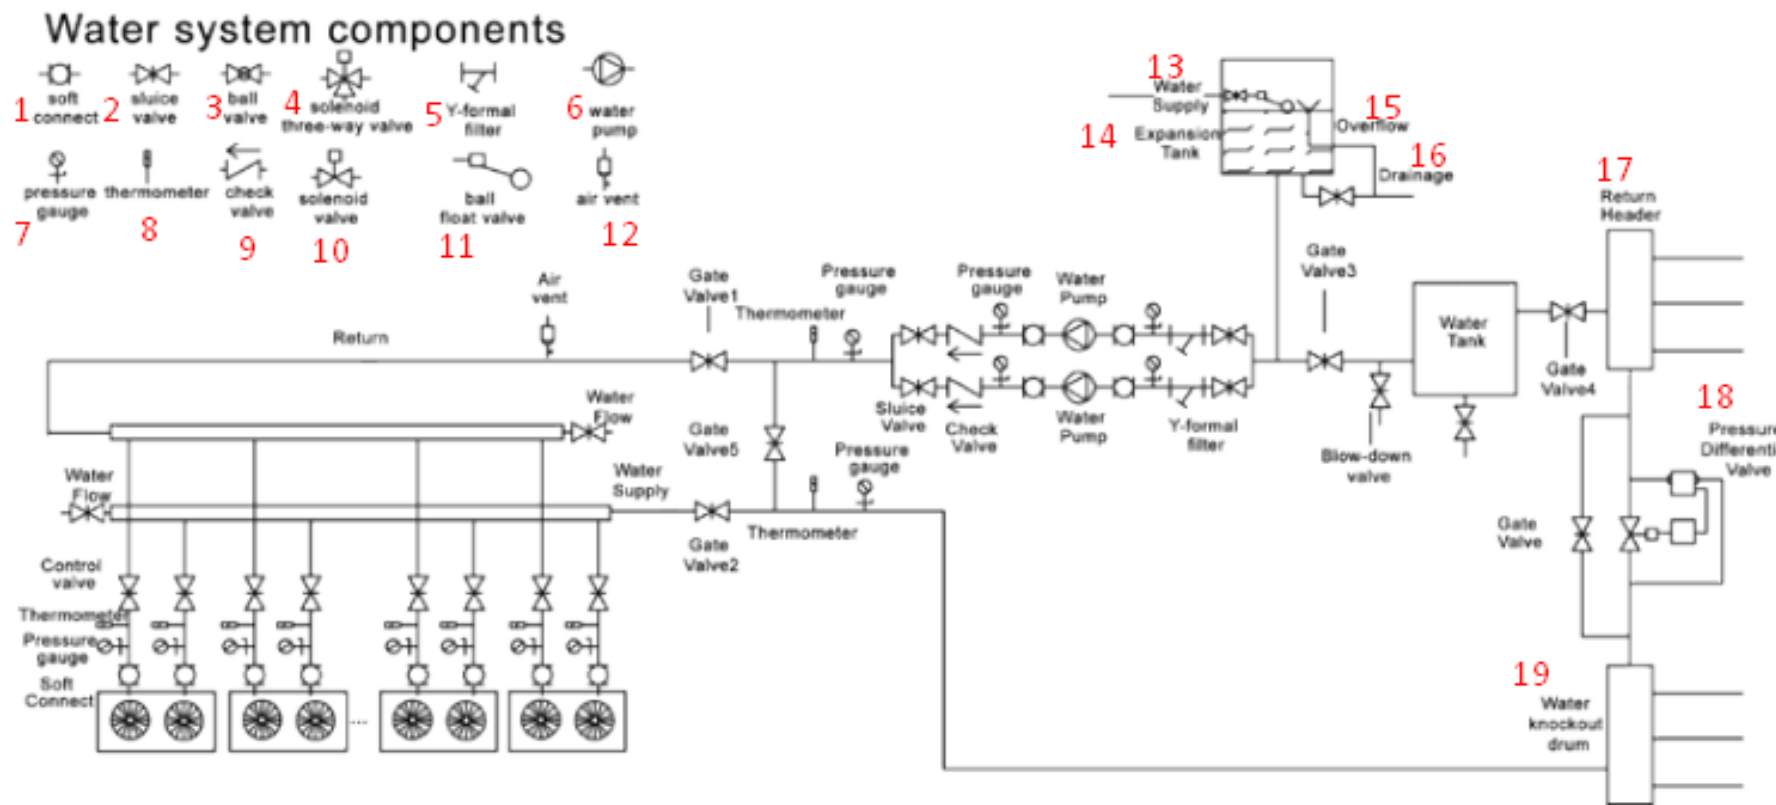 Water system components
1 soft connect
2 sluice valve
3 ball valve
4 solenoid three-way valve
5 Y-formal filter
6 water pump
7 pressure gauge
8 thermometer
9 check valve
10 solenoid valve
11 ball float valve
12 air vent
13
Water
Supply
14
Expansion
Tank
15
Overflow
16
Drainage
17
Return
Header
Air
vent
Return
Gate
Valve1
Thermometer
Pressure
gauge
Pressure
gauge
Water
Pump
Gate
Valve3
Water
Tank
Gate
Valve4
Water
Flow
Sluice
Valve
Check
Valve
Water
Pump
Y-formal
filter
Blow-down
valve
Gate
Valve5
Pressure
gauge
18
Pressure
Differenti
Valve
Water
Flow
Water
Supply
Gate
Valve2
Thermometer
Gate
Valve
Control
valve
Thermometer
Pressure
gauge
Soft
Connect
...
19
Water
knockout
drum